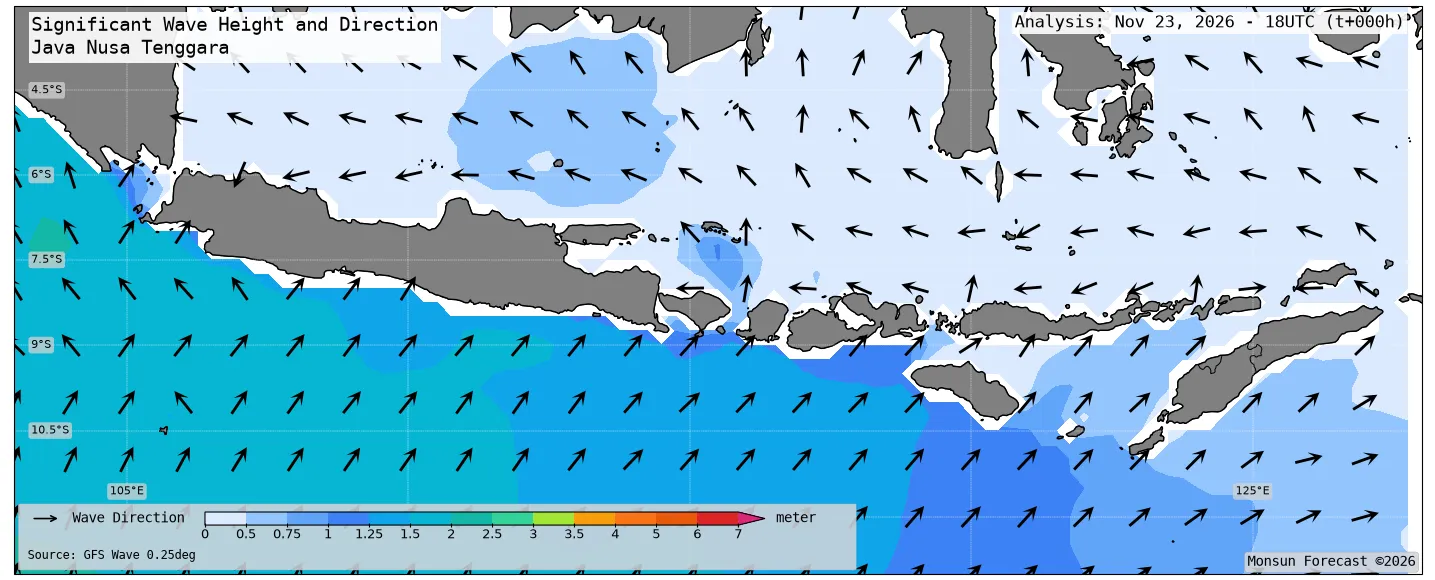 Significant Wave Height and Direction
Java Nusa Tenggara
Analysis: Nov 23, 2026 - 18UTC (t+000h)
4.5°S
6°S
7.5°S
9°S
10.5°S
105°E
125°E
Wave Direction
0 0.5 0.75 1 1.25 1.5 2 2.5 3 3.5 4 5 6 7
meter
Source: GFS Wave 0.25deg
Monsun Forecast ©2026